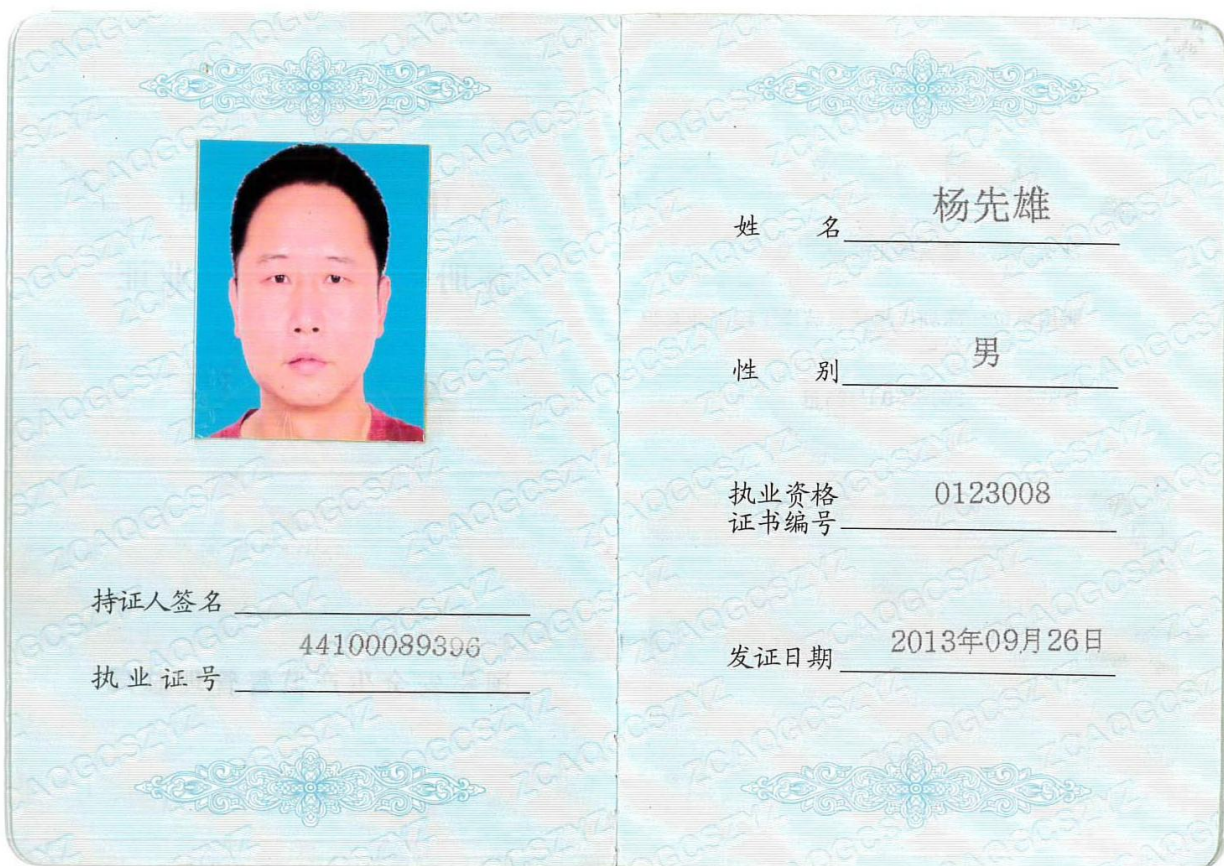 持证人签名
44100089396
执业证号
姓 名 杨先雄
性 别 男
执业资格
证书编号 0123008
发证日期 2013年09月26日
ZCAQGCSZYZ